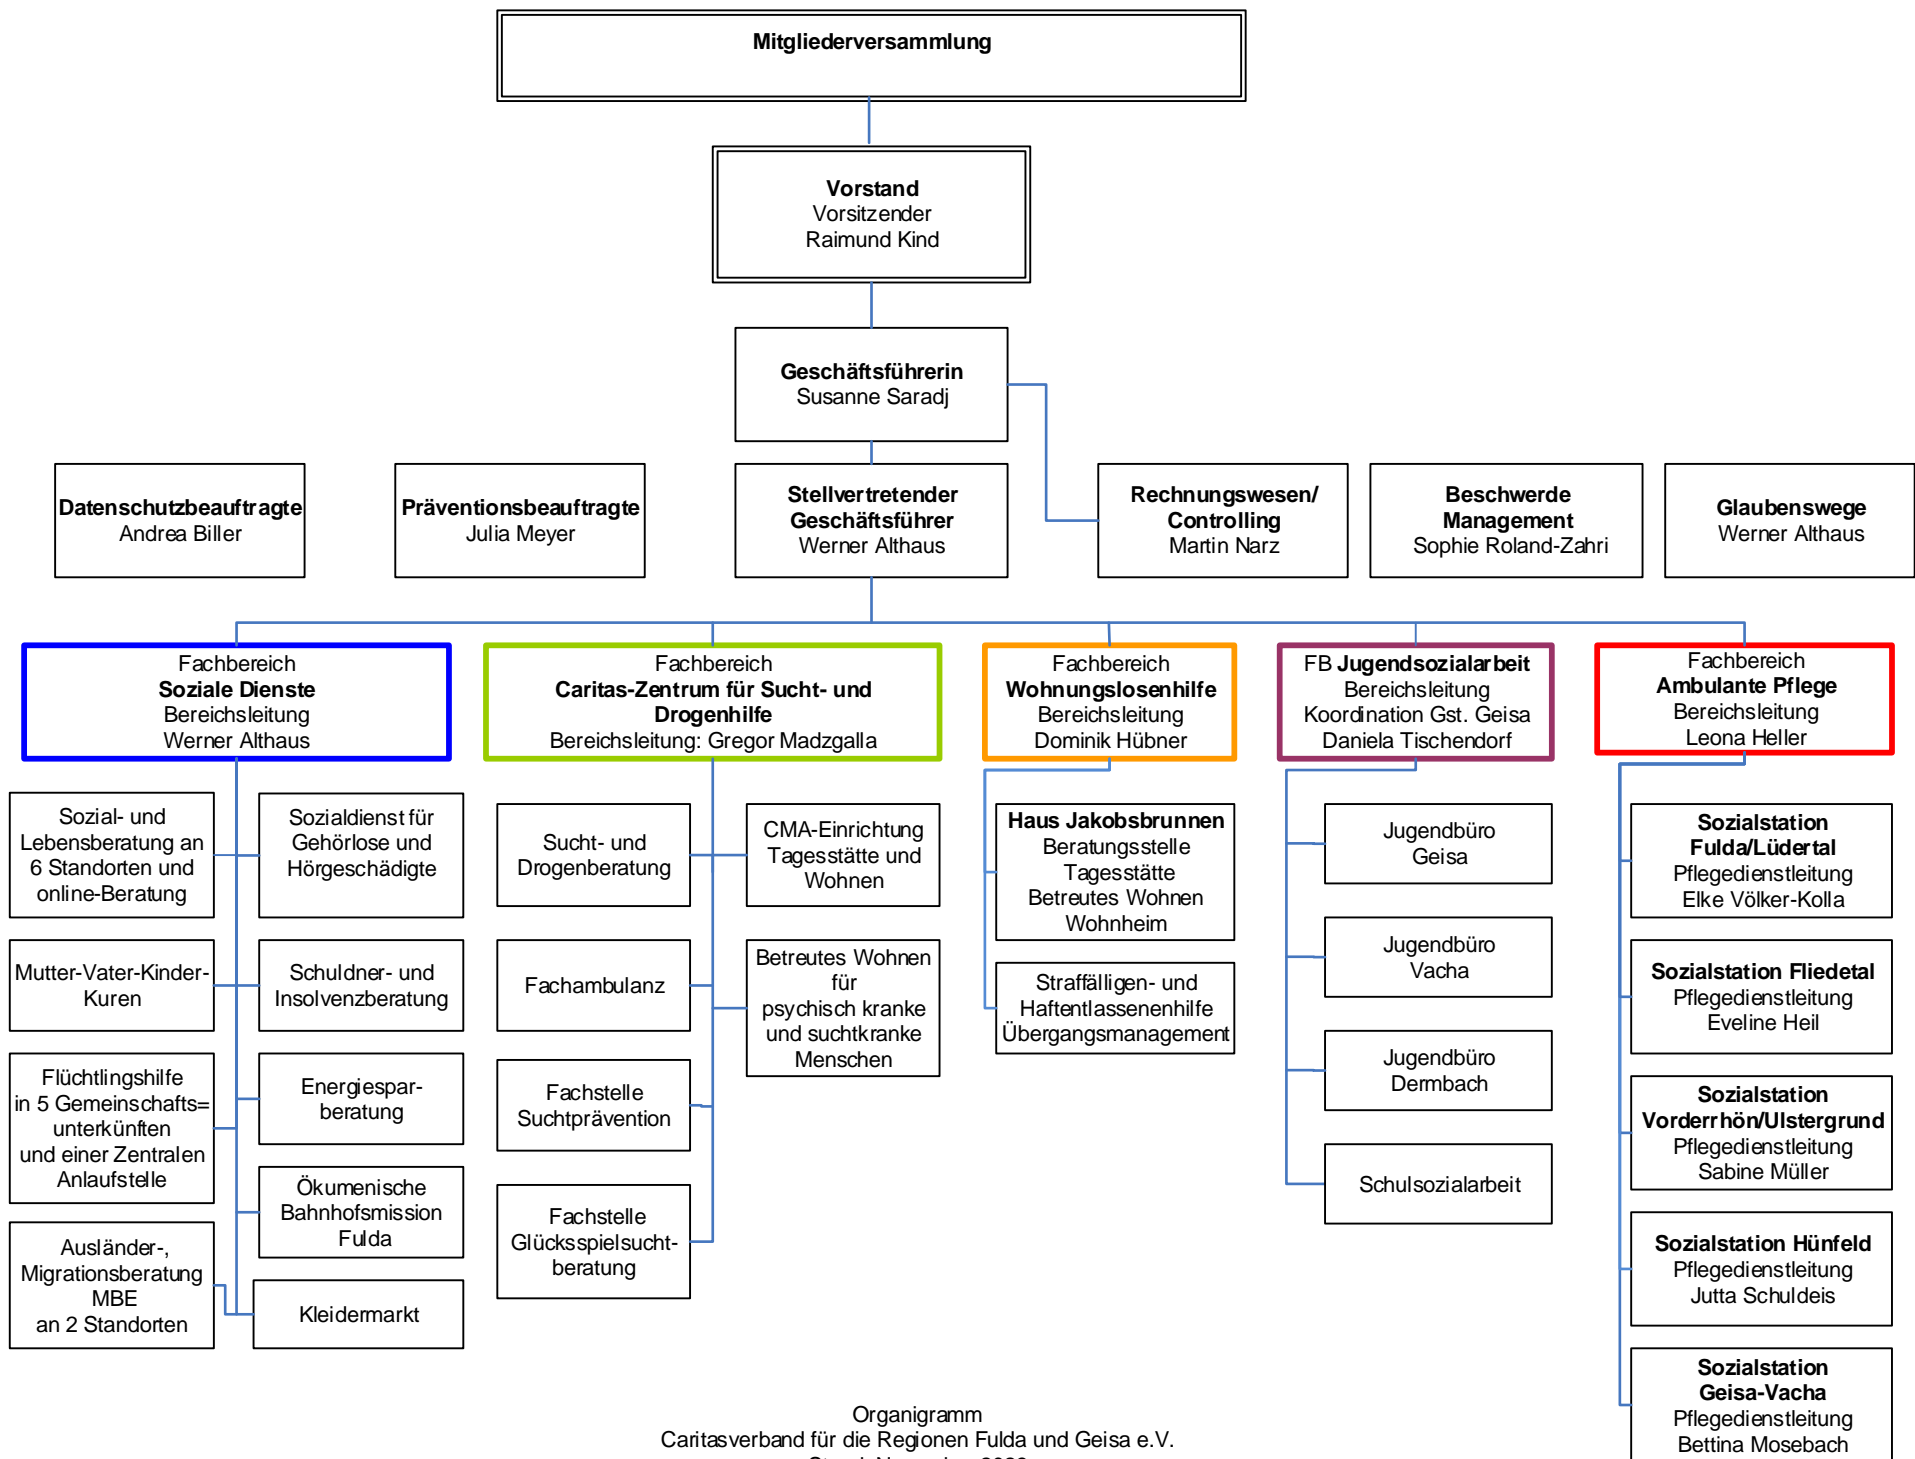 Mitgliederversammlung
Vorstand
Vorsitzender
Raimund Kind
Geschäftsführerin
Susanne Saradj
Datenschutzbeauftragte
Andrea Biller
Präventionsbeauftragte
Julia Meyer
Stellvertretender
Geschäftsführer
Werner Althaus
Rechnungswesen/
Controlling
Martin Narz
Beschwerde
Management
Sophie Roland-Zahri
Glaubenswege
Werner Althaus
Fachbereich
Soziale Dienste
Bereichsleitung
Werner Althaus
Fachbereich
Caritas-Zentrum für Sucht- und
Drogenhilfe
Bereichsleitung: Gregor Madzgalla
Fachbereich
Wohnungslosenhilfe
Bereichsleitung
Dominik Hübner
FB Jugendsozialarbeit
Bereichsleitung
Koordination Gst. Geisa
Daniela Tischendorf
Fachbereich
Ambulante Pflege
Bereichsleitung
Leona Heller
Sozial- und
Lebensberatung an
6 Standorten und
online-Beratung
Sozialdienst für
Gehörlose und
Hörgeschädigte
Mutter-Vater-Kinder-
Kuren
Schuldner- und
Insolvenzberatung
Flüchtlingshilfe
in 5 Gemeinschafts=
unterkünften
und einer Zentralen
Anlaufstelle
Energiespar-
beratung
Ökumenische
Bahnhofsmission
Fulda
Ausländer-,
Migrationsberatung
MBE
an 2 Standorten
Kleidermarkt
Sucht- und
Drogenberatung
CMA-Einrichtung
Tagesstätte und
Wohnen
Fachambulanz
Betreutes Wohnen
für
psychisch kranke
und suchtkranke
Menschen
Fachstelle
Suchtprävention
Fachstelle
Glücksspielsucht-
beratung
Haus Jakobsbrunnen
Beratungsstelle
Tagesstätte
Betreutes Wohnen
Wohnheim
Straffälligen- und
Haftentlassenenhilfe
Übergangsmanagement
Jugendbüro
Geisa
Jugendbüro
Vacha
Jugendbüro
Dermbach
Schulsozialarbeit
Sozialstation
Fulda/Lüdertal
Pflegedienstleitung
Elke Völker-Kolla
Sozialstation Fliedetal
Pflegedienstleitung
Eveline Heil
Sozialstation
Vorderrhön/Ulstergrund
Pflegedienstleitung
Sabine Müller
Sozialstation Hünfeld
Pflegedienstleitung
Jutta Schuldeis
Sozialstation
Geisa-Vacha
Pflegedienstleitung
Bettina Mosebach
Organigramm
Caritasverband für die Regionen Fulda und Geisa e.V.